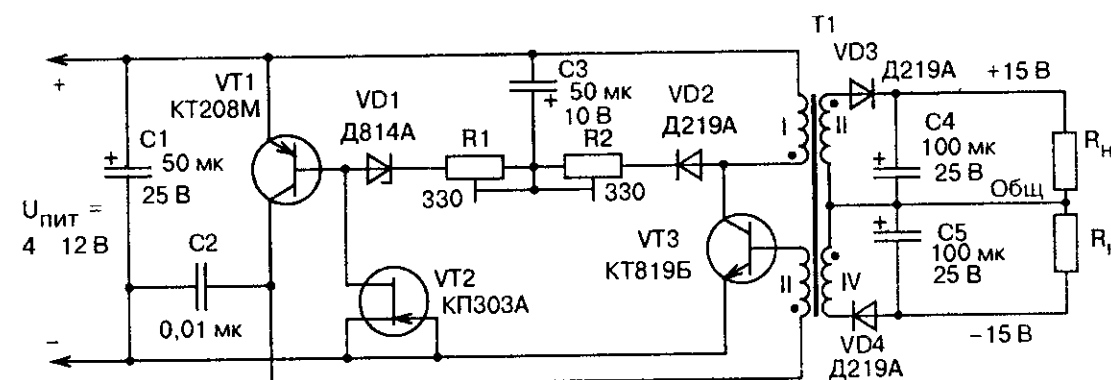 T1
VT1
КТ208М
C3
50 мк
10 В
VD3
Д219А
+15 В
VD1
Д814А
VD2
Д219А
I
II
+
C1
50 мк
25 В
+
R1
R2
330
330
+
C4
100 мк
25 В
+
Rн
Общ
Uпит =
4 12 В
C2
0,01 мк
VT2
КП303А
VT3
КТ819Б
II
IV
C5
100 мк
25 В
+
−
VD4
Д219А
−15 В